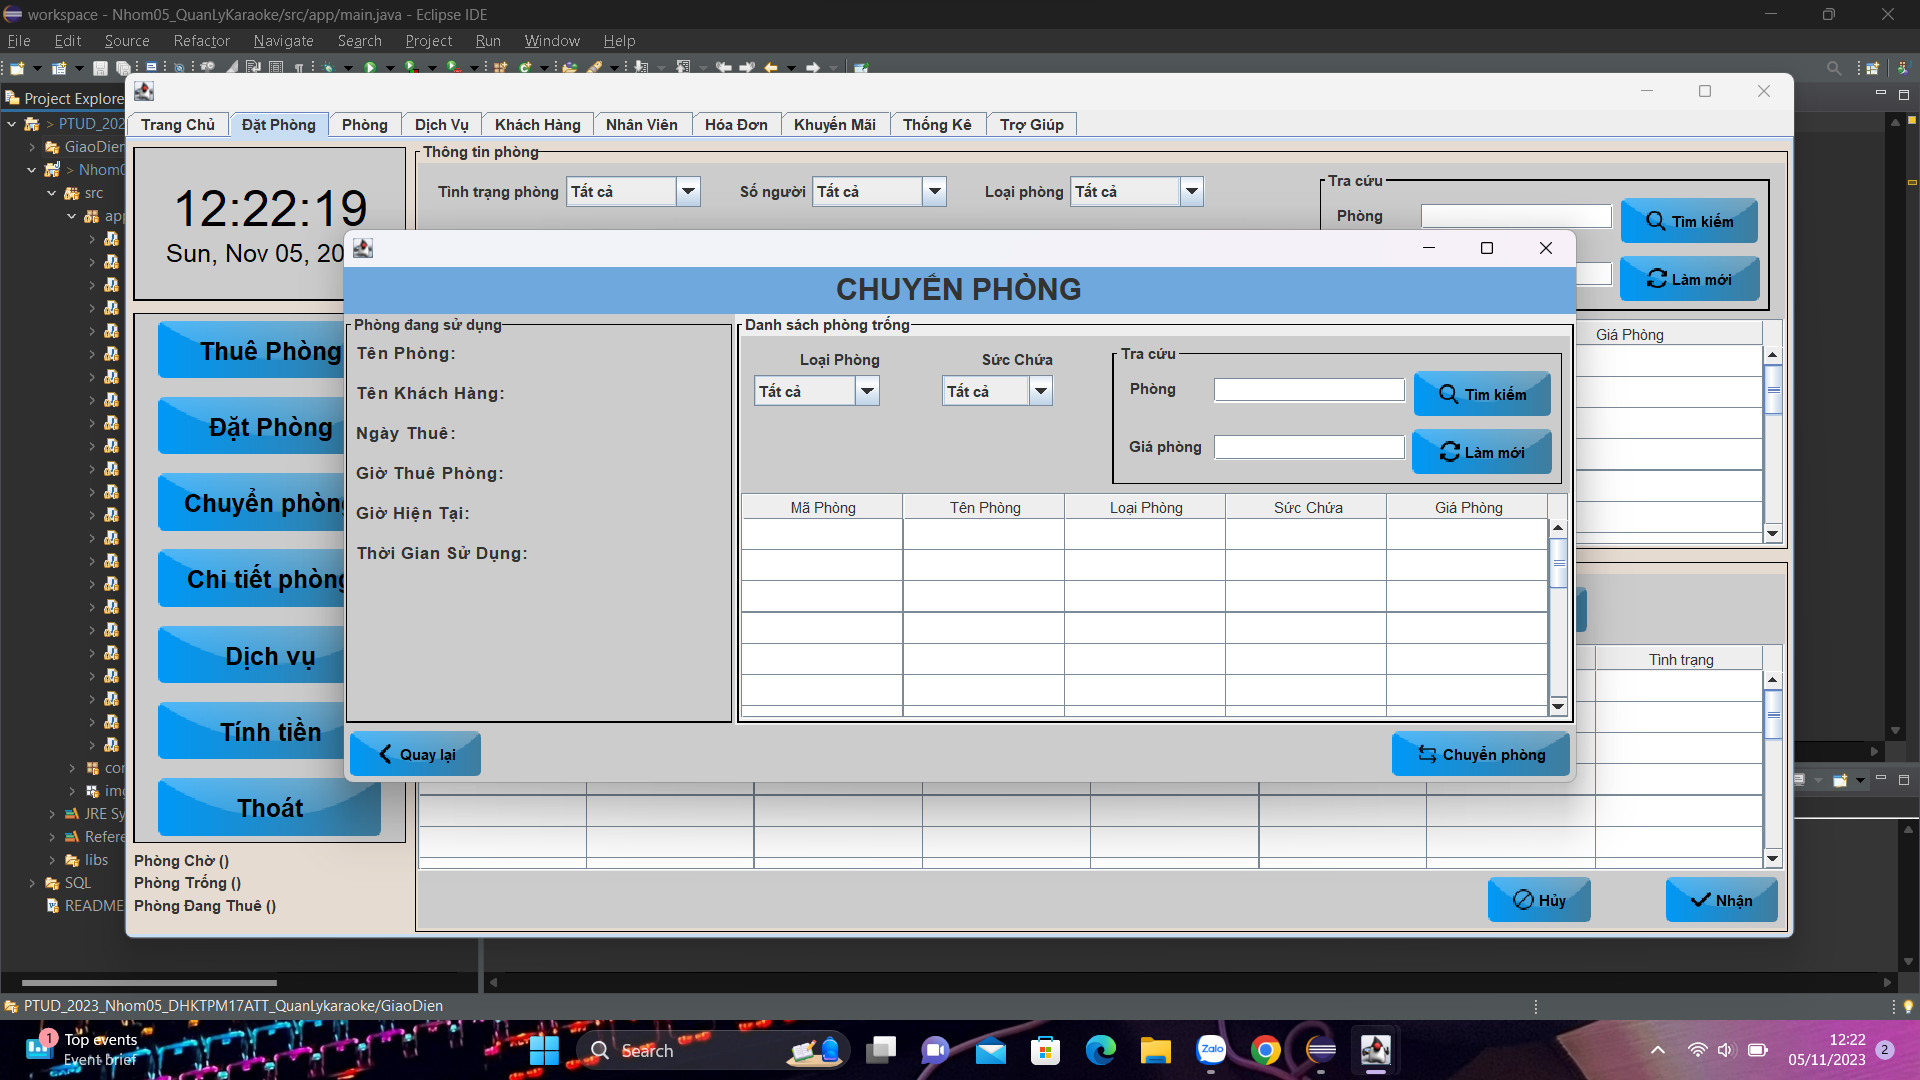 workspace - Nhom05_QuanLyKaraoke/src/app/main.java - Eclipse IDE
File Edit Source Refactor Navigate Search Project Run Window Help
Project Explore
> PTUD_202
GiaoDien
> Nhom0
src
app
JRE Sy
Refere
libs
SQL
README
Trang Chủ Đặt Phòng Phòng Dịch Vụ Khách Hàng Nhân Viên Hóa Đơn Khuyến Mãi Thống Kê Trợ Giúp
12:22:19
Sun, Nov 05, 20
Thuê Phòng
Đặt Phòng
Chuyển phòng
Chi tiết phòng
Dịch vụ
Tính tiền
Thoát
Phòng Chờ ()
Phòng Trống ()
Phòng Đang Thuê ()
Thông tin phòng
Tình trạng phòng Tất cả Số người Tất cả Loại phòng Tất cả
Tra cứu
Phòng Tìm kiếm
Làm mới
Giá Phòng
Tình trạng
Hủy Nhận
CHUYỂN PHÒNG
Phòng đang sử dụng
Tên Phòng:
Tên Khách Hàng:
Ngày Thuê:
Giờ Thuê Phòng:
Giờ Hiện Tại:
Thời Gian Sử Dụng:
Danh sách phòng trống
Loại Phòng Sức Chứa
Tất cả Tất cả
Tra cứu
Phòng Tìm kiếm
Giá phòng Làm mới
Mã Phòng Tên Phòng Loại Phòng Sức Chứa Giá Phòng
Quay lại Chuyển phòng
PTUD_2023_Nhom05_DHKTPM17ATT_QuanLykaraoke/GiaoDien
1 Top events
Event brief
Search
Zalo
12:22
05/11/2023
2